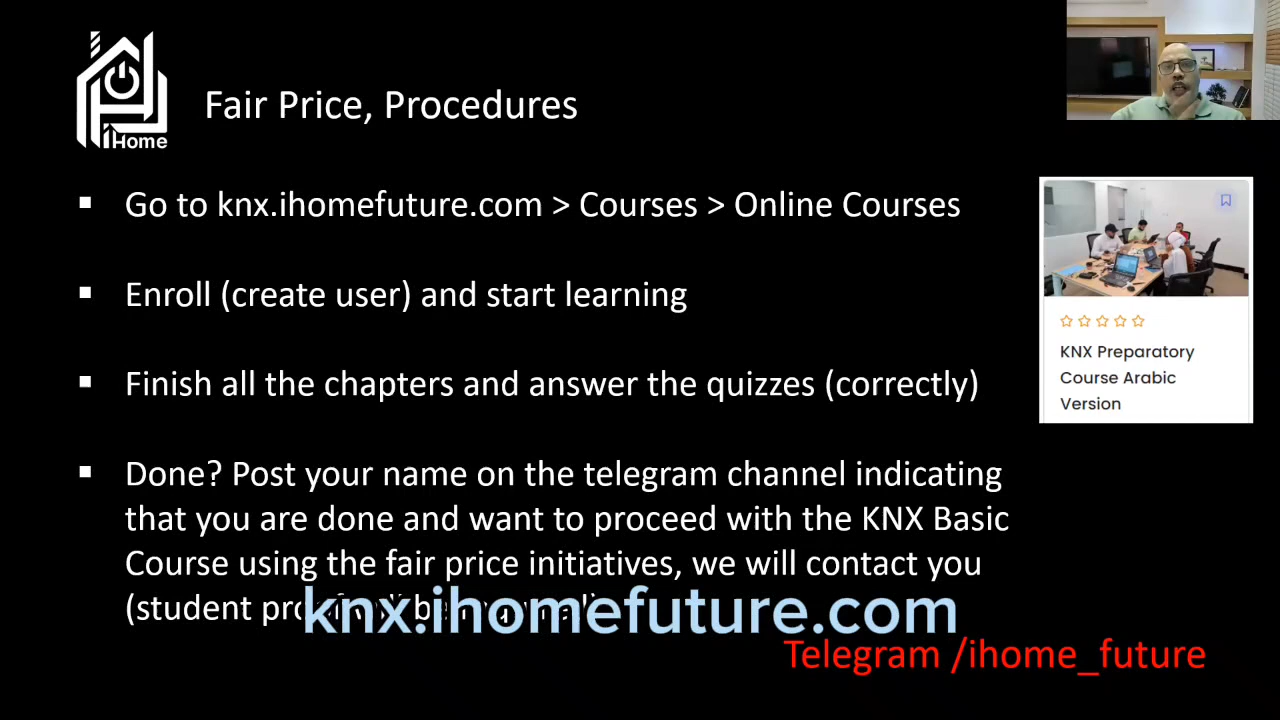 iHome
Fair Price, Procedures
Go to knx.ihomefuture.com > Courses > Online Courses
Enroll (create user) and start learning
Finish all the chapters and answer the quizzes (correctly)
Done? Post your name on the telegram channel indicating
that you are done and want to proceed with the KNX Basic
Course using the fair price initiatives, we will contact you
(student
knx.ihomefuture.com
Telegram /ihome_future
KNX Preparatory
Course Arabic
Version